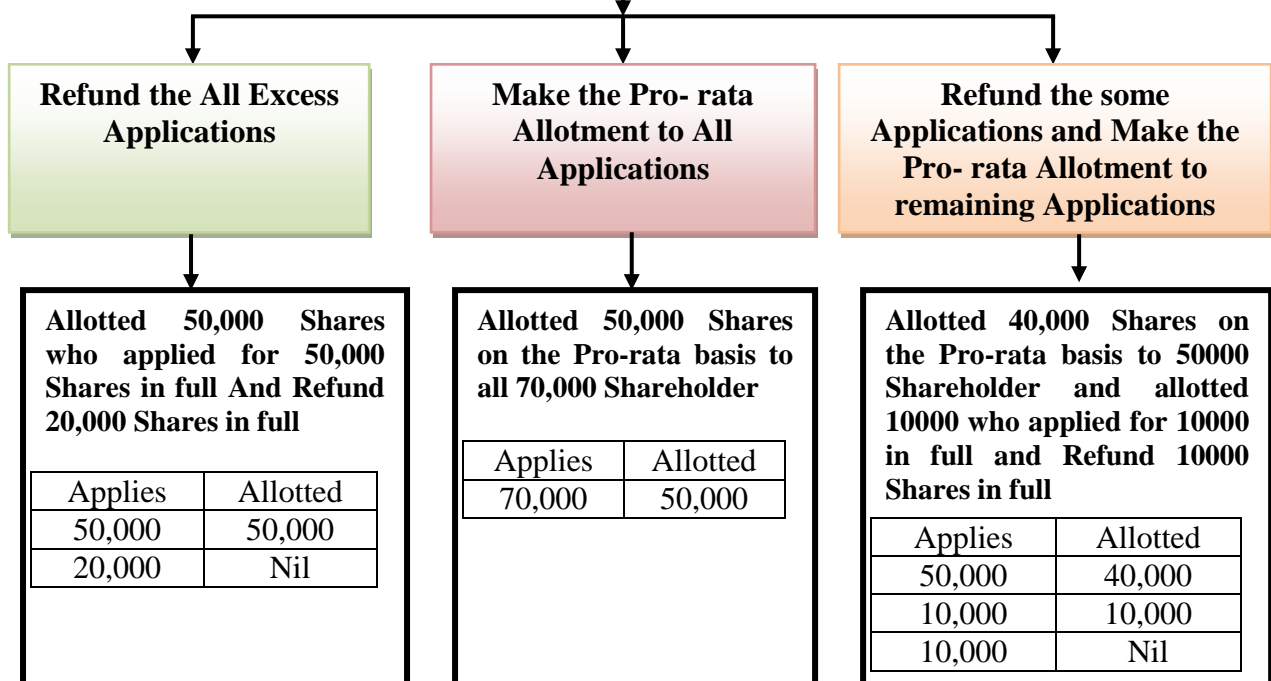 Refund the All Excess
Applications
Make the Pro- rata
Allotment to All
Applications
Refund the some
Applications and Make the
Pro- rata Allotment to
remaining Applications
Allotted 50,000 Shares
who applied for 50,000
Shares in full And Refund
20,000 Shares in full
Applies Allotted
50,000 50,000
20,000 Nil
Allotted 50,000 Shares
on the Pro-rata basis to
all 70,000 Shareholder
Applies Allotted
70,000 50,000
Allotted 40,000 Shares on
the Pro-rata basis to 50000
Shareholder and allotted
10000 who applied for 10000
in full and Refund 10000
Shares in full
Applies Allotted
50,000 40,000
10,000 10,000
10,000 Nil